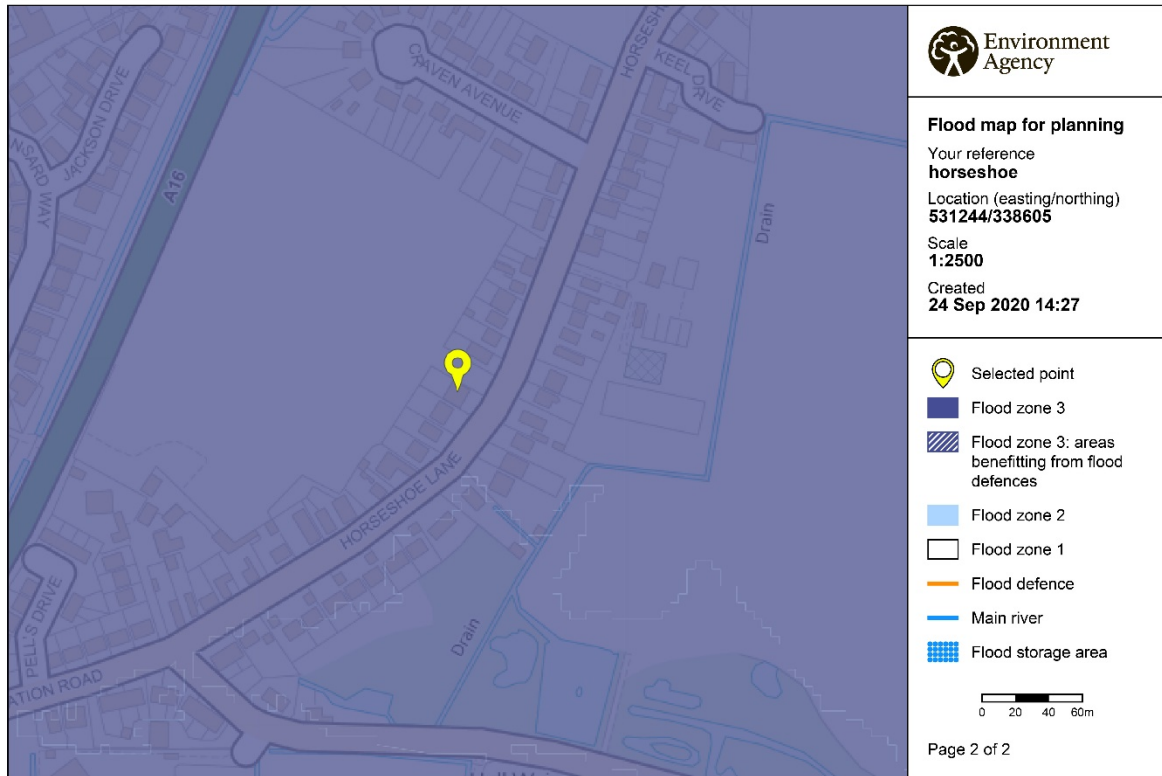 JACKSON DRIVE
NSARD WAY
A16
CRAVEN AVENUE
HORSESH
KEEL DRIVE
Drain
HORSESHOE LANE
PELL'S DRIVE
ATION ROAD
Drain
Environment
Agency
Flood map for planning
Your reference
horseshoe
Location (easting/northing)
531244/338605
Scale
1:2500
Created
24 Sep 2020 14:27
Selected point
Flood zone 3
Flood zone 3: areas
benefitting from flood
defences
Flood zone 2
Flood zone 1
Flood defence
Main river
Flood storage area
0 20 40 60m
Page 2 of 2